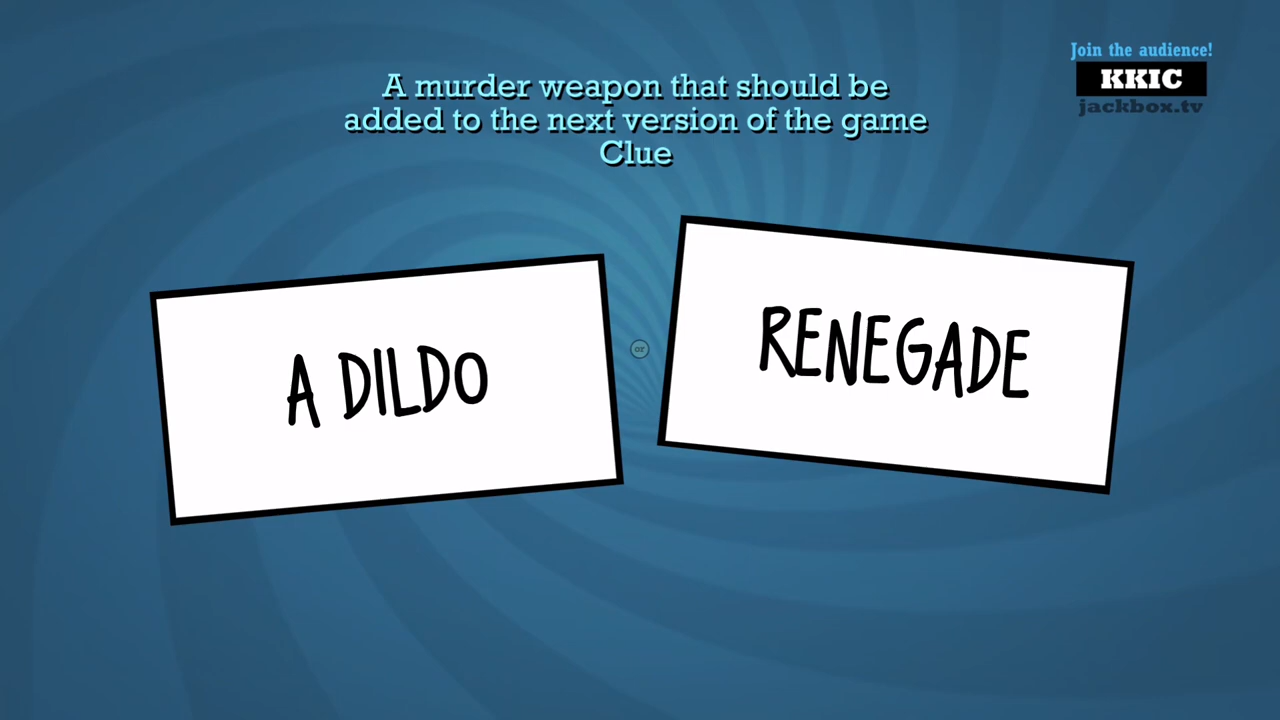 Join the audience!
KKIC
jackbox.tv
A murder weapon that should be
added to the next version of the game
Clue
A DILDO
or
RENEGADE